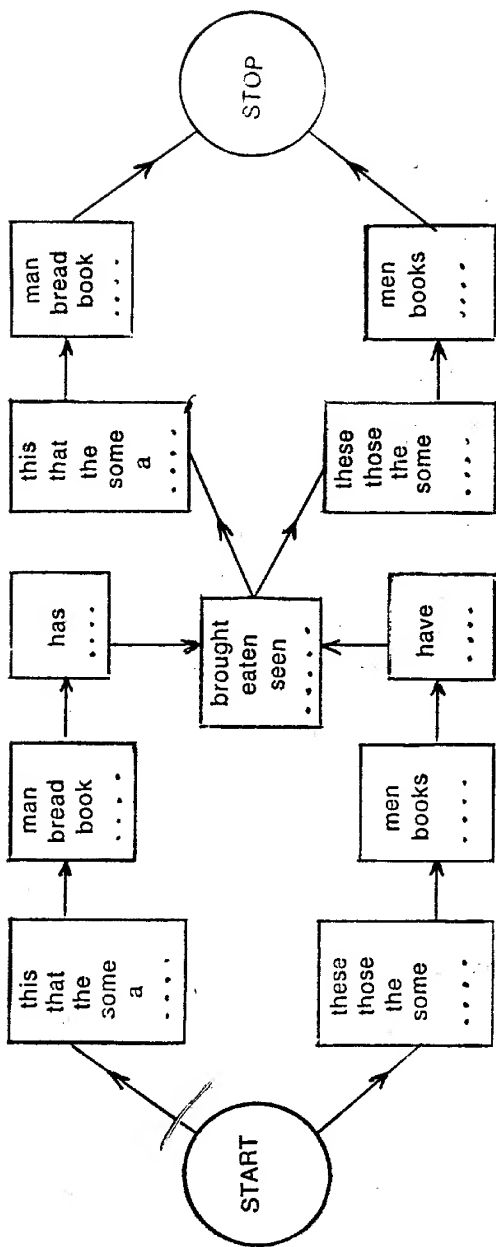 START
this
that
the
some
a
. . . .
man
bread
book
. . . .
has
. . . .
these
those
the
some
. . . .
men
books
. . . .
have
. . . .
brought
eaten
seen
. . . . .
this
that
the
some
a
. . . .
man
bread
book
. . . .
these
those
the
some
. . . .
men
books
. . . .
STOP